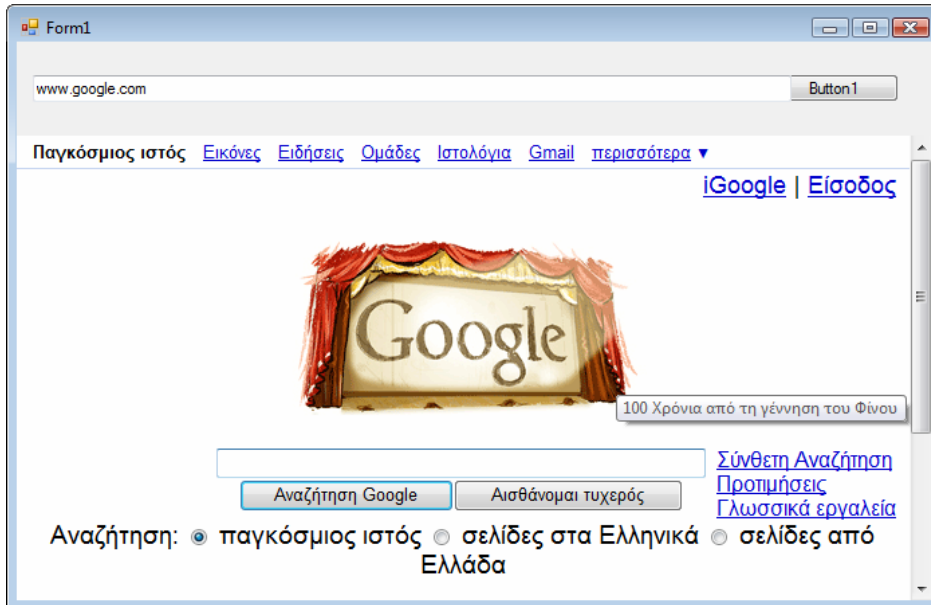 Form1
www.google.com Button1
Παγκόσμιος ιστός Εικόνες Ειδήσεις Ομάδες Ιστολόγια Gmail περισσότερα ▼
iGoogle | Είσοδος
Google
100 Χρόνια από τη γέννηση του Φίνου
Σύνθετη Αναζήτηση
Προτιμήσεις
Γλωσσικά εργαλεία
Αναζήτηση Google Αισθάνομαι τυχερός
Αναζήτηση: παγκόσμιος ιστός σελίδες στα Ελληνικά σελίδες από
Ελλάδα